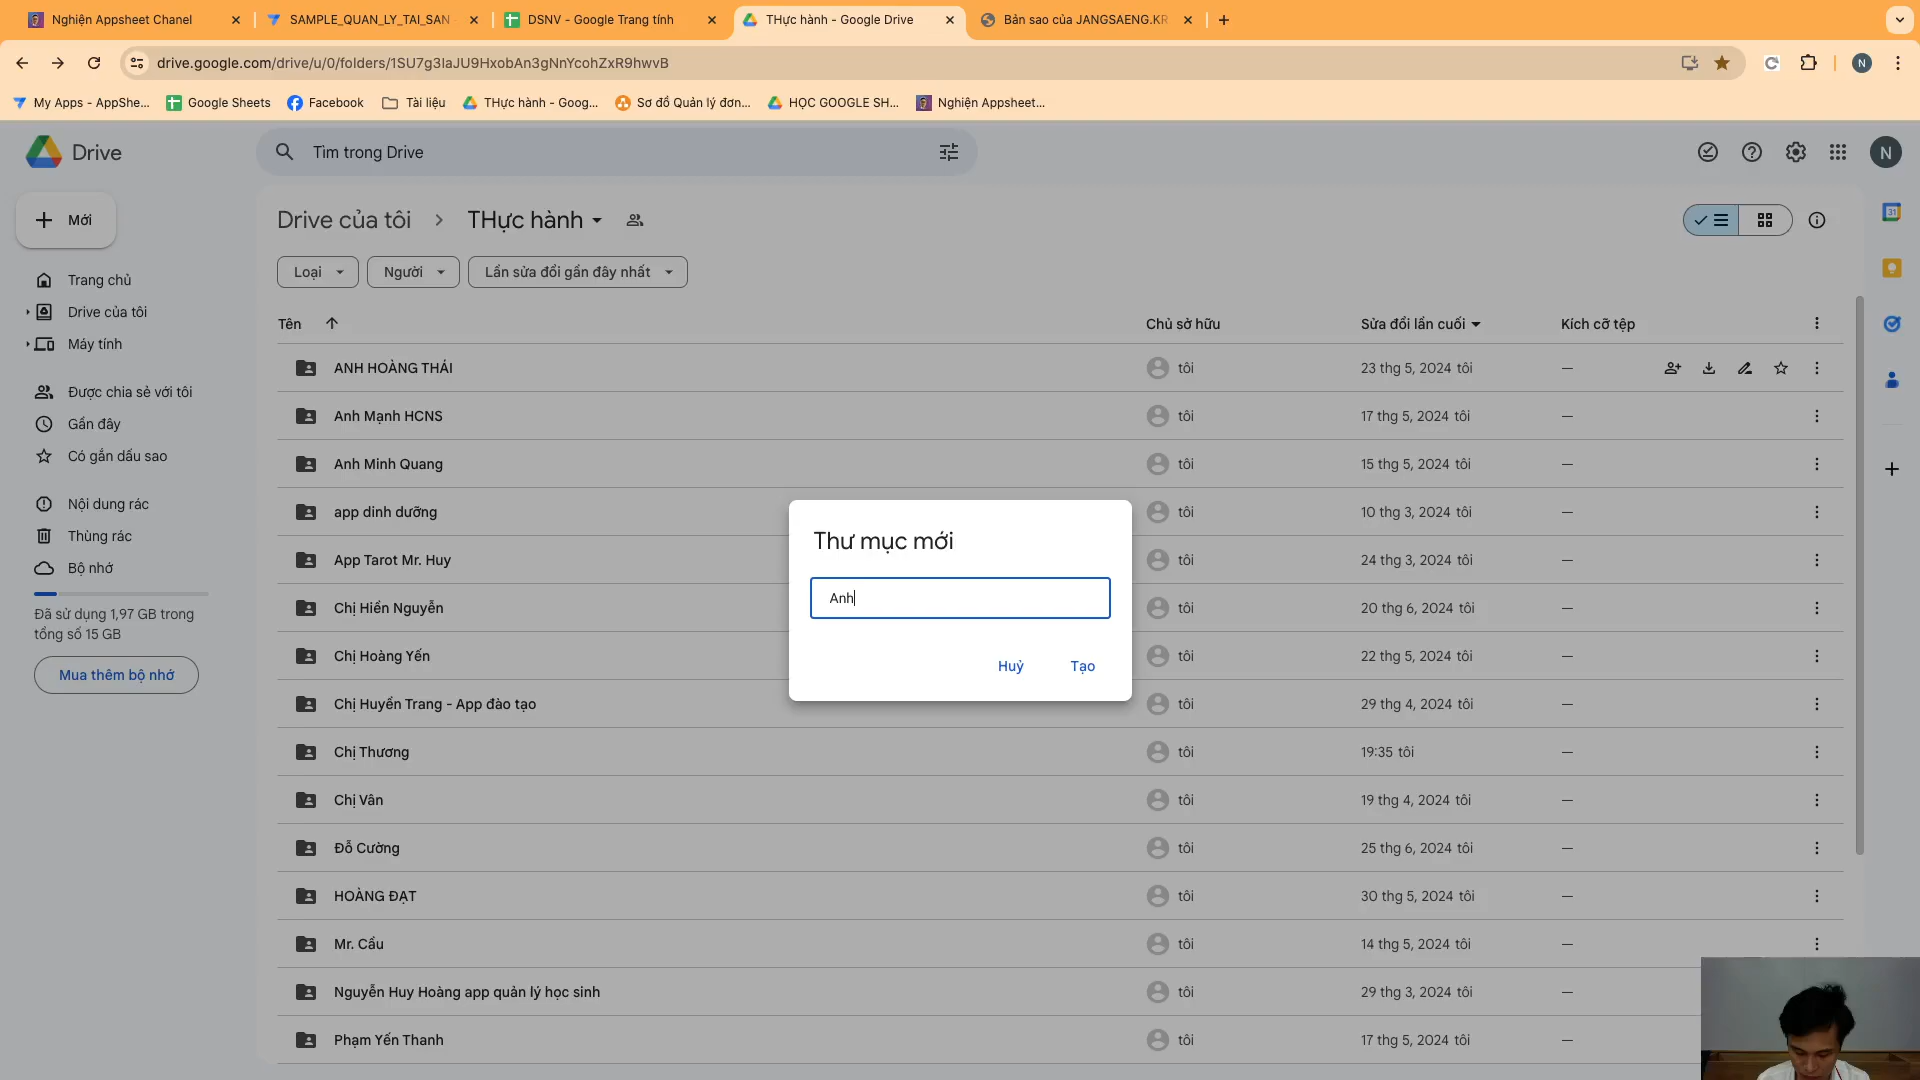 Nghiện Appsheet Chanel
SAMPLE_QUAN_LY_TAI_SAN
DSNV - Google Trang tính
THực hành - Google Drive
Bản sao của JANGSAENG.KR
drive.google.com/drive/u/0/folders/1SU7g3laJU9HxobAn3gNnYcohZxR9hwvB
N
My Apps - AppShe...
Google Sheets
Facebook
Tài liệu
THực hành - Goog...
Sơ đồ Quản lý đơn...
HỌC GOOGLE SH...
Nghiện Appsheet...
Drive
Tìm trong Drive
N
Mới
Drive của tôi
THực hành
31
Loại
Người
Lần sửa đổi gần đây nhất
Trang chủ
Drive của tôi
Máy tính
Được chia sẻ với tôi
Gần đây
Có gắn dấu sao
Nội dung rác
Thùng rác
Bộ nhớ
Đã sử dụng 1,97 GB trong
tổng số 15 GB
Mua thêm bộ nhớ
Tên
Chủ sở hữu
Sửa đổi lần cuối
Kích cỡ tệp
ANH HOÀNG THÁI tôi 23 thg 5, 2024 tôi —
Anh Mạnh HCNS tôi 17 thg 5, 2024 tôi —
Anh Minh Quang tôi 15 thg 5, 2024 tôi —
app dinh dưỡng tôi 10 thg 3, 2024 tôi —
App Tarot Mr. Huy tôi 24 thg 3, 2024 tôi —
Chị Hiền Nguyễn tôi 20 thg 6, 2024 tôi —
Chị Hoàng Yến tôi 22 thg 5, 2024 tôi —
Chị Huyền Trang - App đào tạo tôi 29 thg 4, 2024 tôi —
Chị Thương tôi 19:35 tôi —
Chị Vân tôi 19 thg 4, 2024 tôi —
Đỗ Cường tôi 25 thg 6, 2024 tôi —
HOÀNG ĐẠT tôi 30 thg 5, 2024 tôi —
Mr. Cầu tôi 14 thg 5, 2024 tôi —
Nguyễn Huy Hoàng app quản lý học sinh tôi 29 thg 3, 2024 tôi —
Phạm Yến Thanh tôi 17 thg 5, 2024 tôi —
Thư mục mới
Anh
Huỷ
Tạo